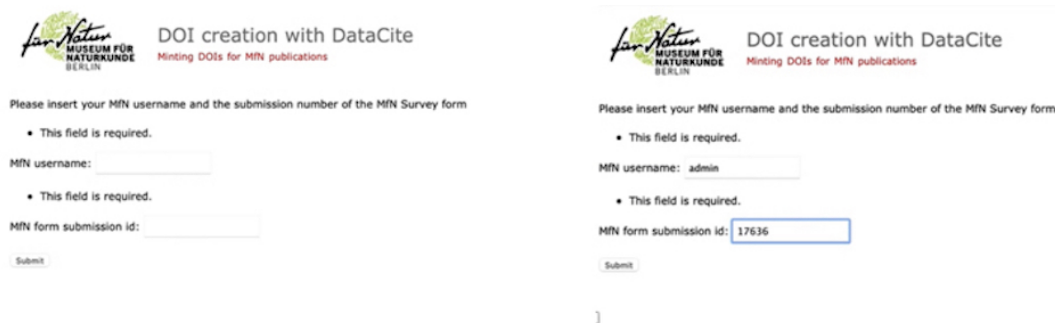 für Natur
MUSEUM FÜR
NATURKUNDE
BERLIN
DOI creation with DataCite
Minting DOIs for MfN publications
Please insert your MfN username and the submission number of the MfN Survey form
• This field is required.
MfN username:
• This field is required.
MfN form submission id:
Submit
für Natur
MUSEUM FÜR
NATURKUNDE
BERLIN
DOI creation with DataCite
Minting DOIs for MfN publications
Please insert your MfN username and the submission number of the MfN Survey form
• This field is required.
MfN username: admin
• This field is required.
MfN form submission id: 17636
Submit